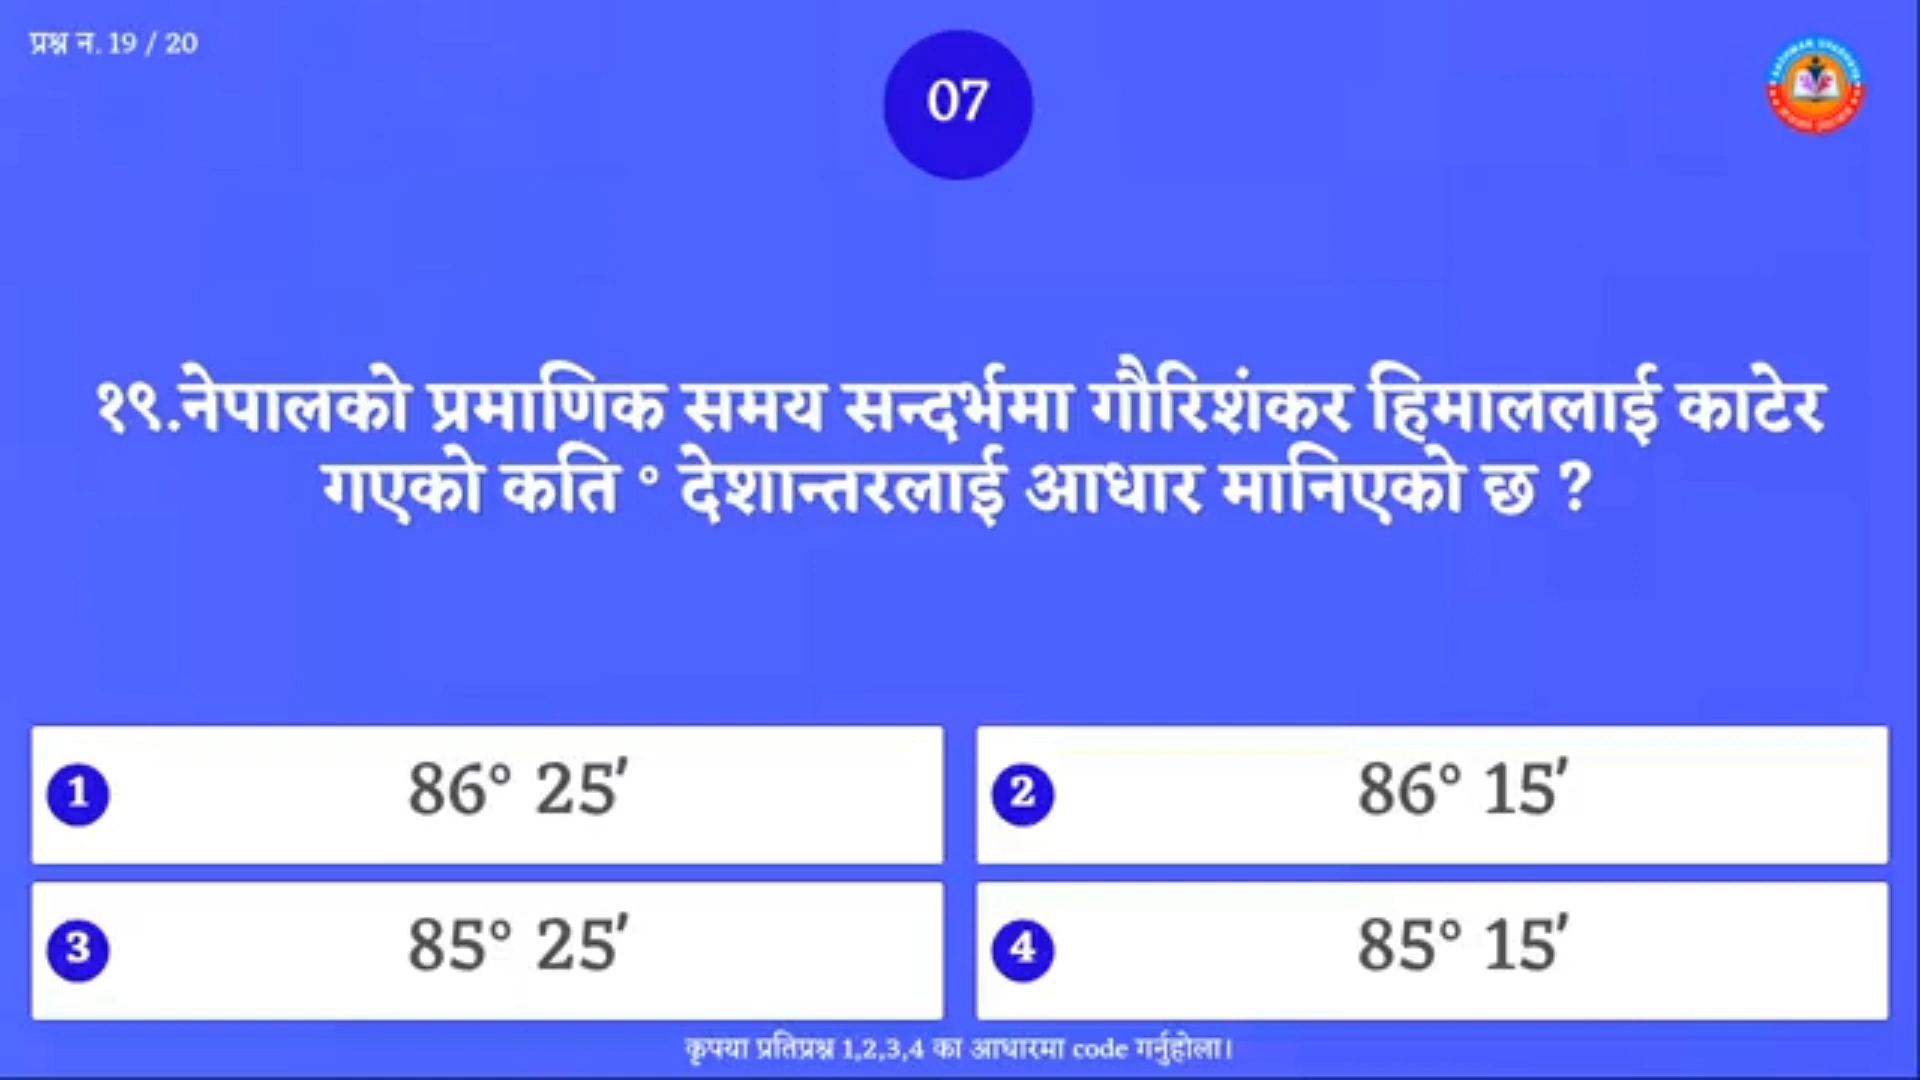 प्रश्न न. 19 / 20
07
१९.नेपालको प्रमाणिक समय सन्दर्भमा गौरिशंकर हिमाललाई काटेर
गएको कति ° देशान्तरलाई आधार मानिएको छ ?
1 86° 25′
2 86° 15′
3 85° 25′
4 85° 15′
कृपया प्रतिप्रश्न 1,2,3,4 का आधारमा code गर्नुहोला।